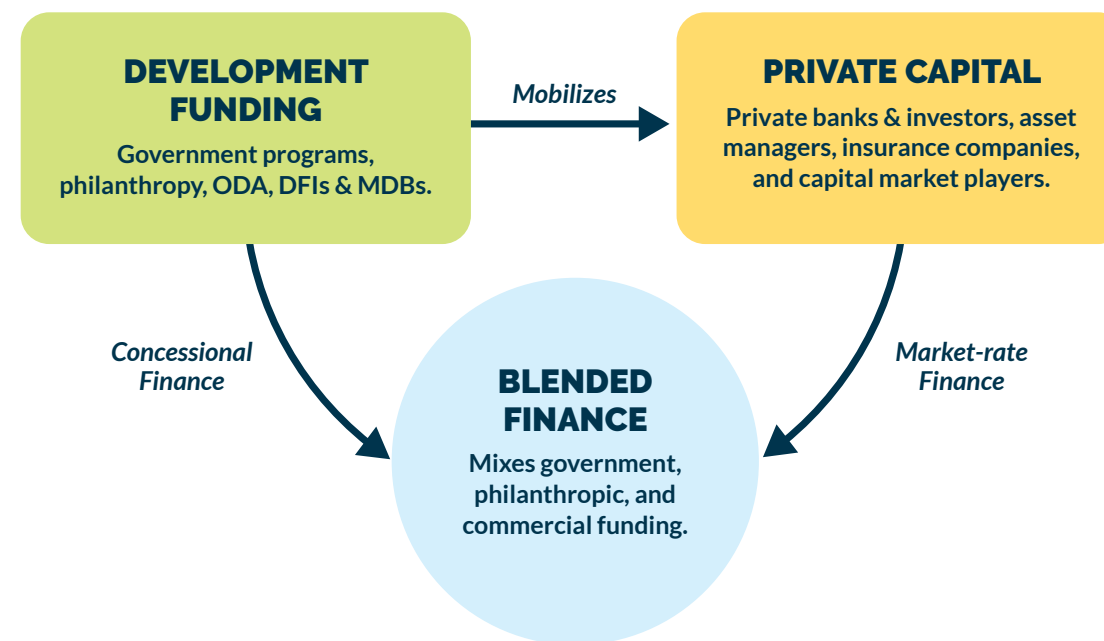 DEVELOPMENT
FUNDING
Government programs,
philanthropy, ODA, DFIs & MDBs.
Mobilizes
PRIVATE CAPITAL
Private banks & investors, asset
managers, insurance companies,
and capital market players.
Concessional
Finance
Market-rate
Finance
BLENDED
FINANCE
Mixes government,
philanthropic, and
commercial funding.